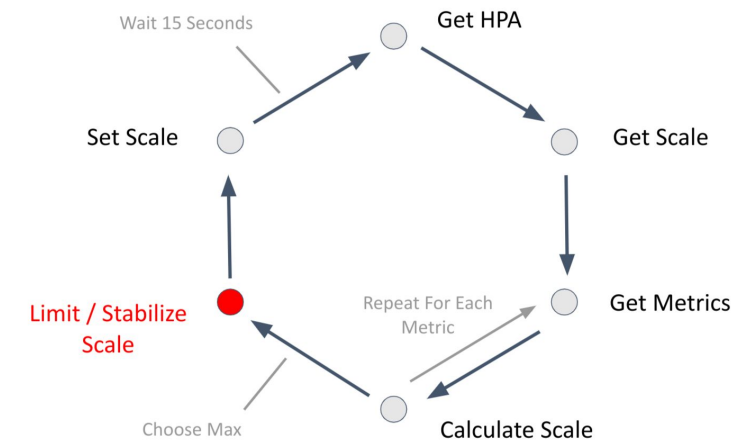 Wait 15 Seconds
Get HPA
Set Scale
Get Scale
Limit / Stabilize
Scale
Repeat For Each
Metric
Get Metrics
Choose Max
Calculate Scale